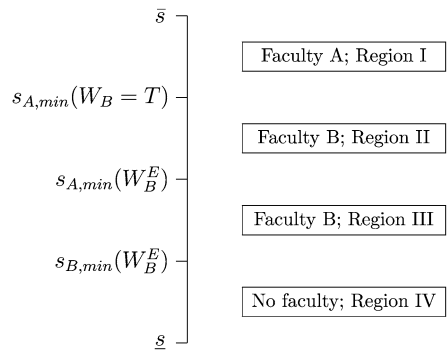 s̄
Faculty A; Region I
s_{A,min}(W_B = T)
Faculty B; Region II
s_{A,min}(W_B^E)
Faculty B; Region III
s_{B,min}(W_B^E)
No faculty; Region IV
s̲